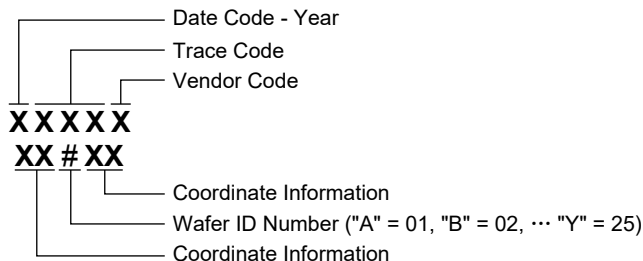 Date Code - Year
Trace Code
Vendor Code
X X X X X
XX # XX
Coordinate Information
Wafer ID Number ("A" = 01, "B" = 02, ··· "Y" = 25)
Coordinate Information